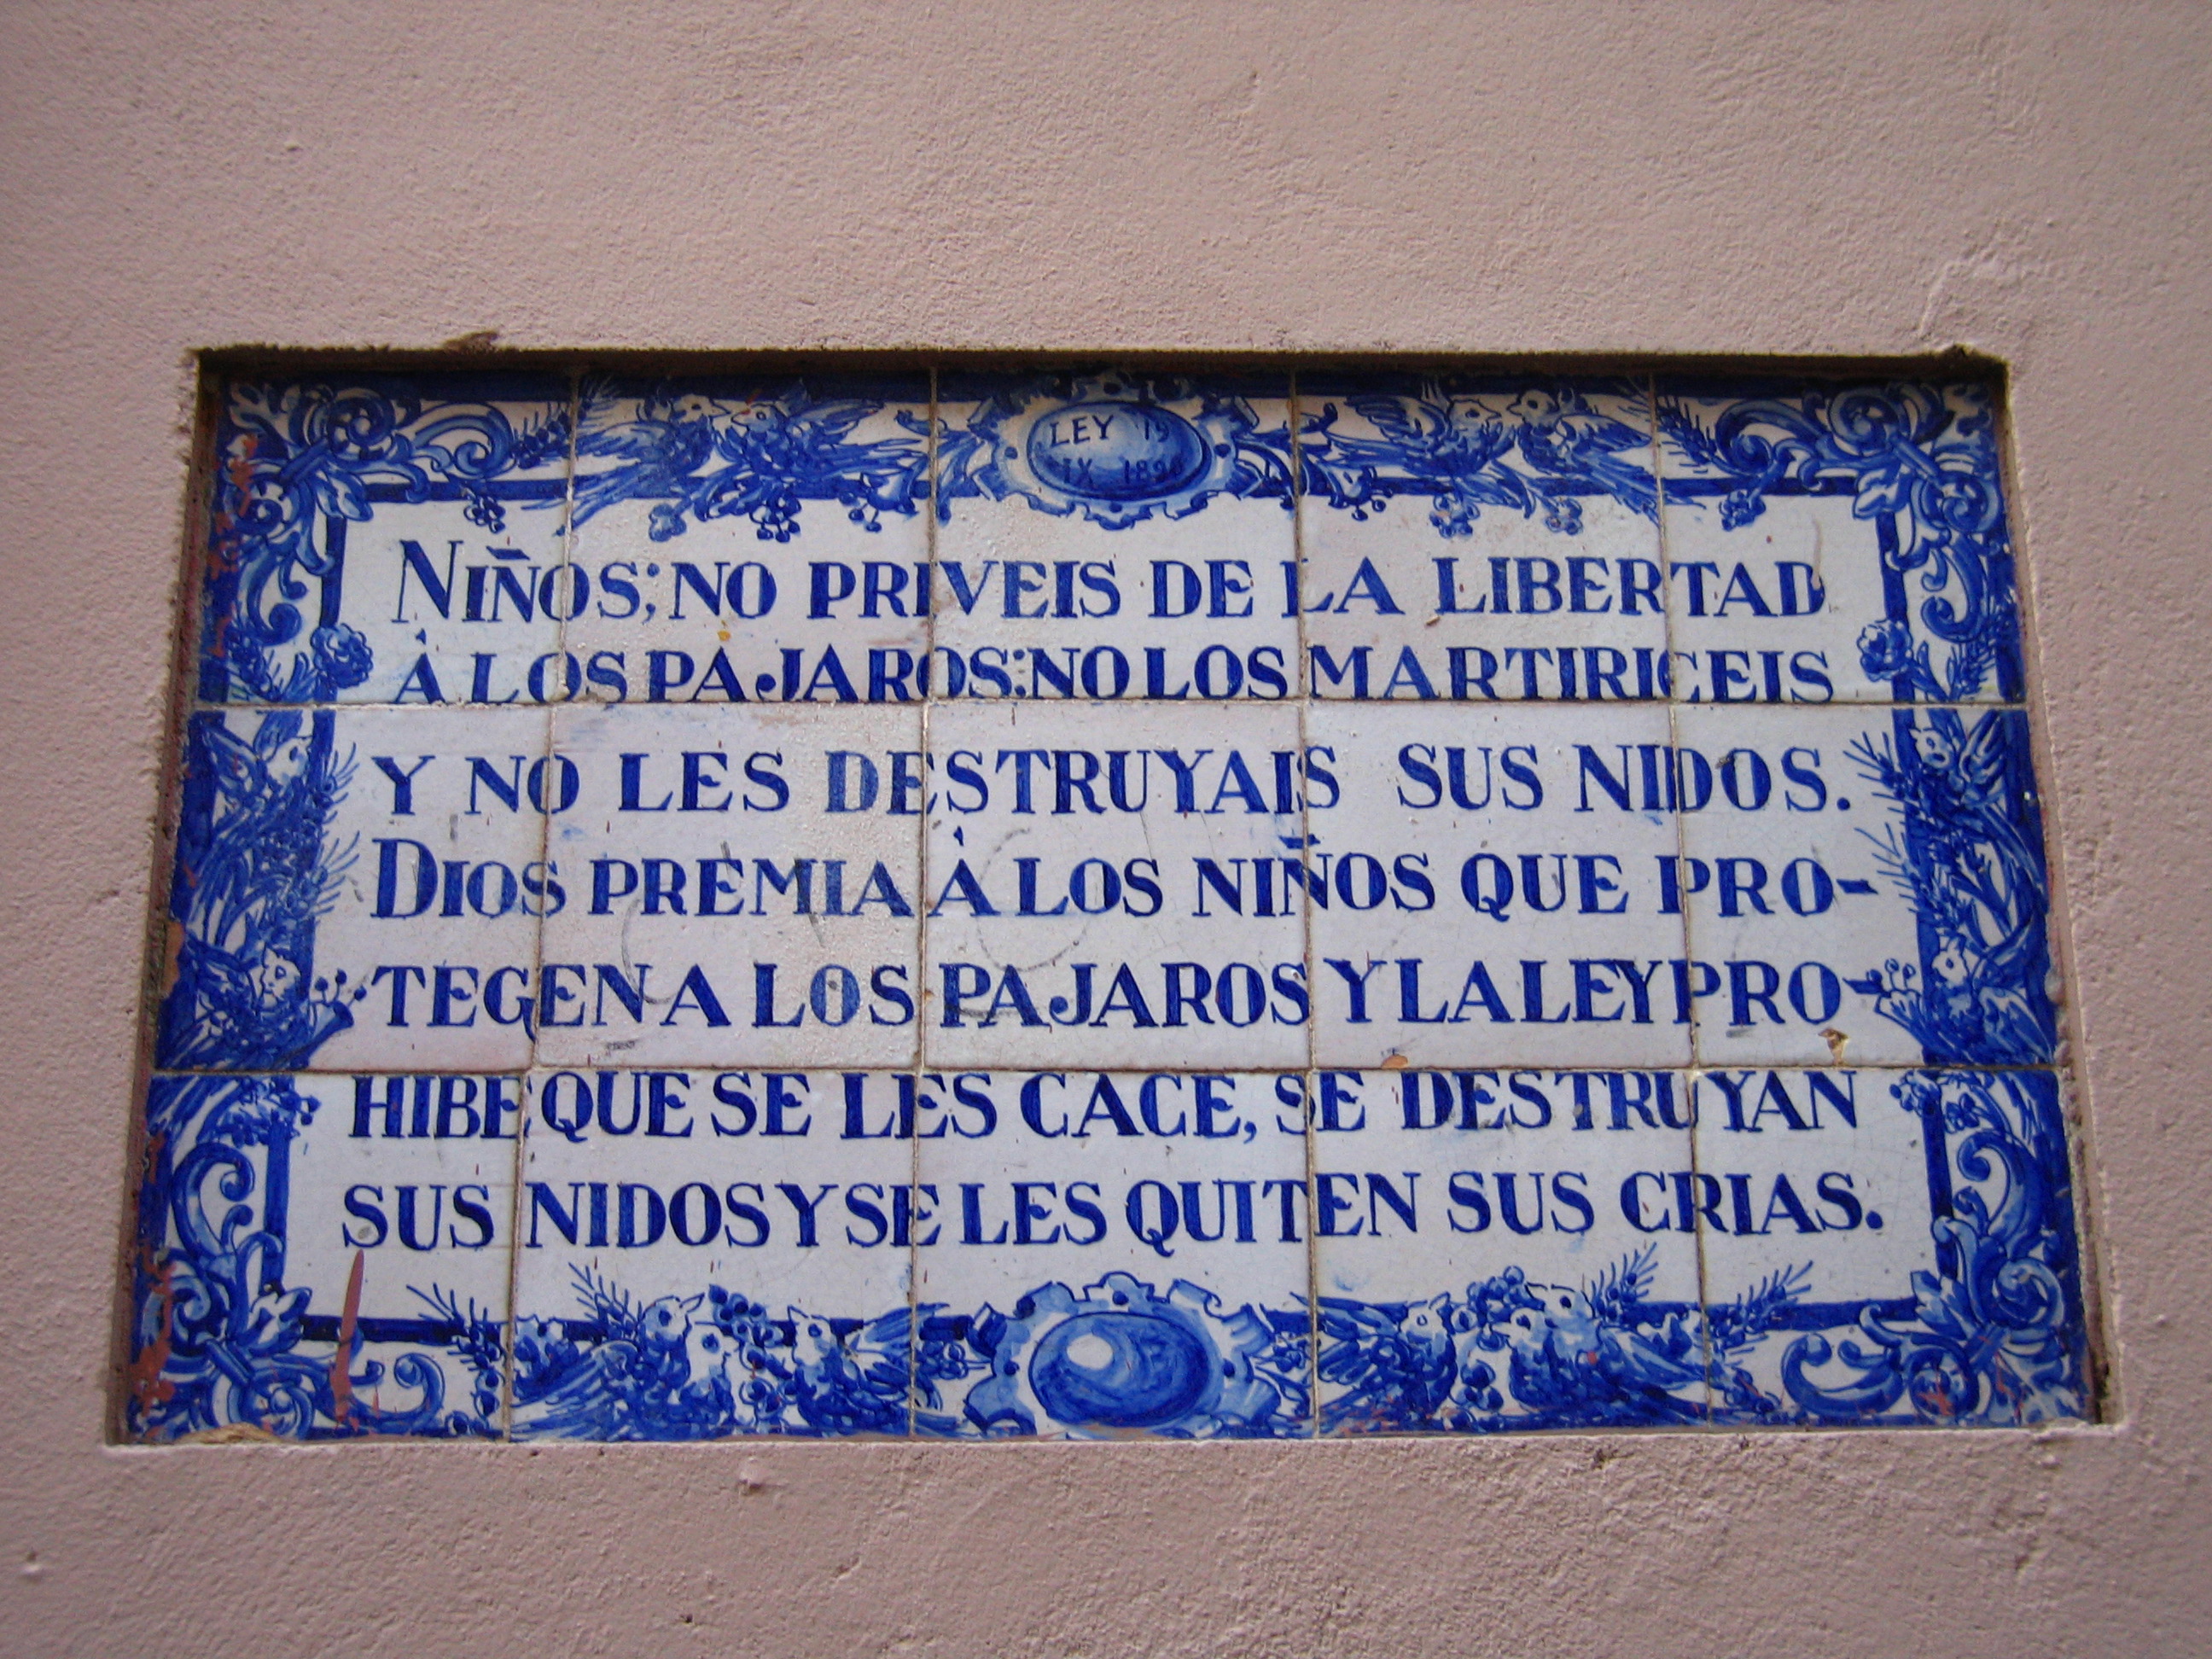 LEY 19
IX 1896
NIÑOS; NO PRIVEIS DE LA LIBERTAD
Á LOS PAJAROS: NO LOS MARTIRICEIS
Y NO LES DESTRUYAIS SUS NIDOS.
DIOS PREMIA Á LOS NIÑOS QUE PRO-
TEGEN A LOS PAJAROS Y LA LEY PRO-
HIBE QUE SE LES CACE, SE DESTRUYAN
SUS NIDOS Y SE LES QUITEN SUS CRIAS.